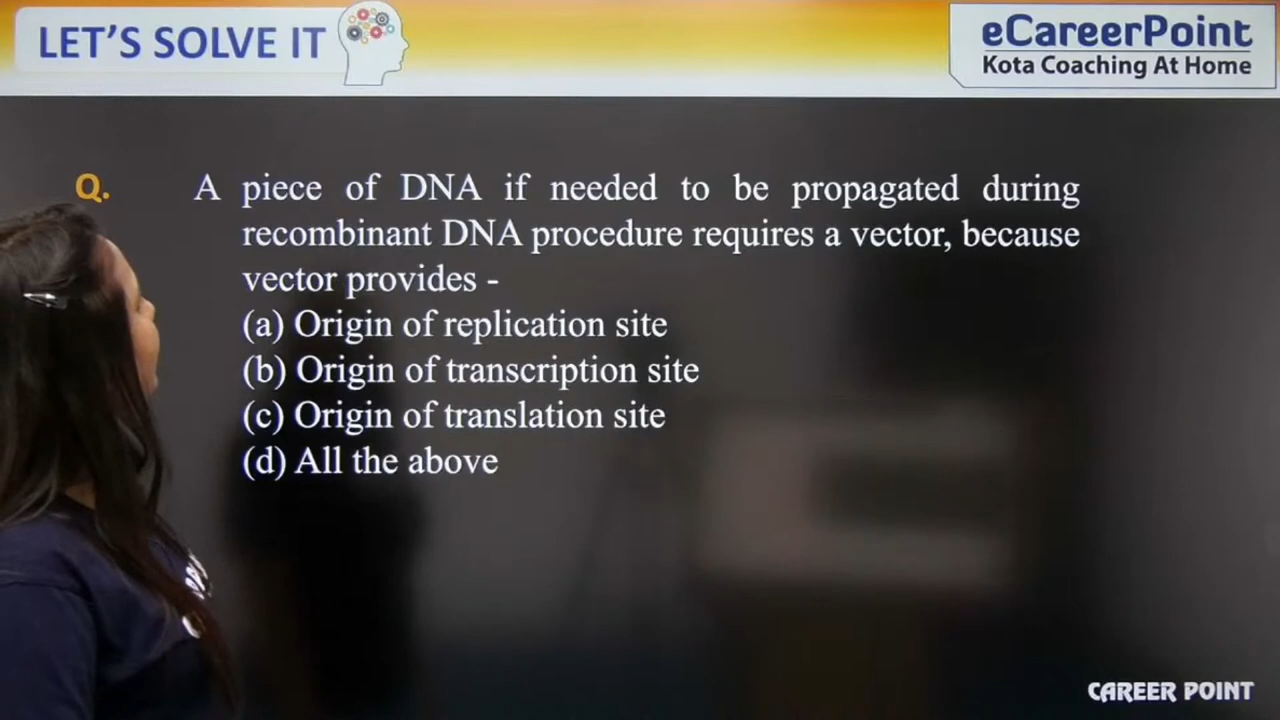 LET'S SOLVE IT
eCareerPoint
Kota Coaching At Home
Q. A piece of DNA if needed to be propagated during
recombinant DNA procedure requires a vector, because
vector provides -
(a) Origin of replication site
(b) Origin of transcription site
(c) Origin of translation site
(d) All the above
CAREER POINT